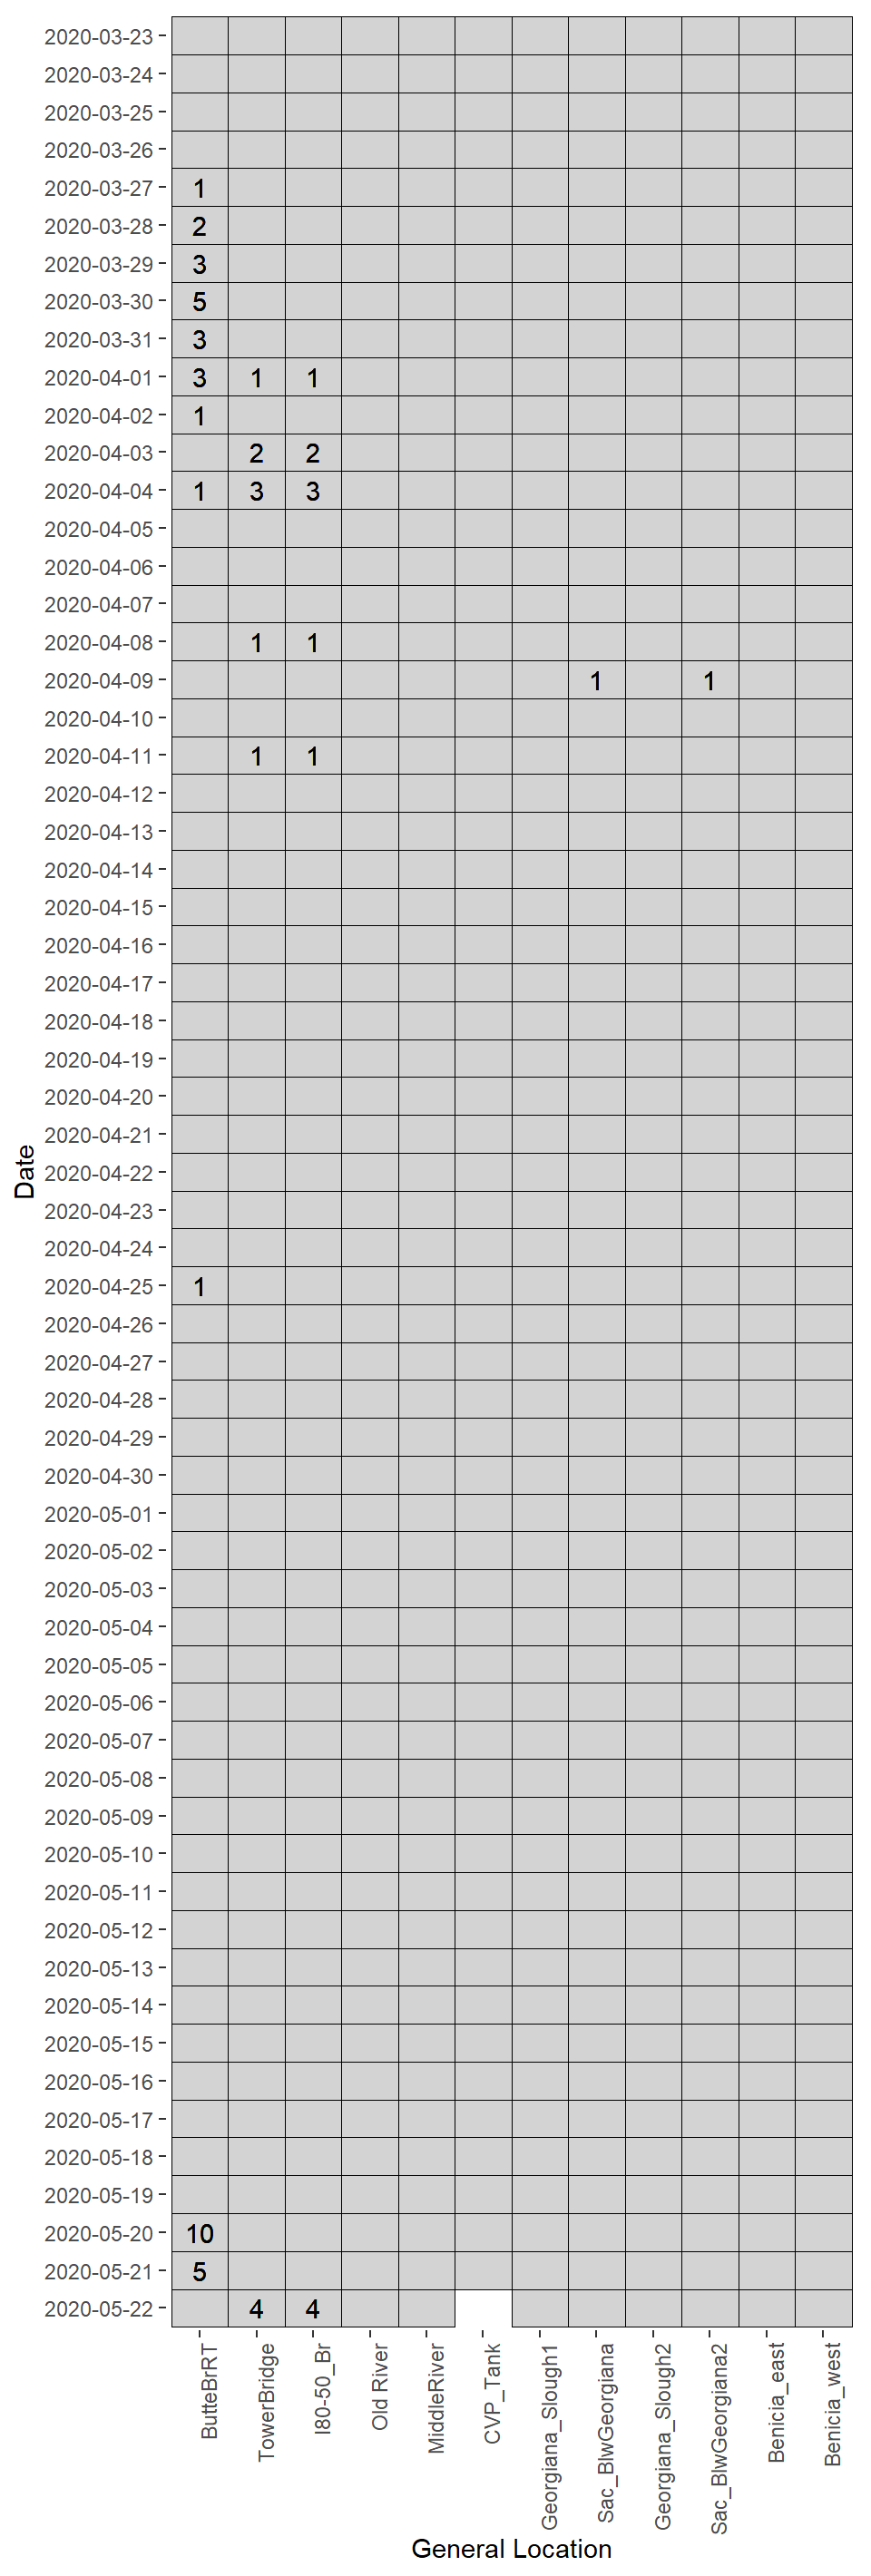 2020-03-23
2020-03-24
2020-03-25
2020-03-26
2020-03-27 1
2020-03-28 2
2020-03-29 3
2020-03-30 5
2020-03-31 3
2020-04-01 3 1 1
2020-04-02 1
2020-04-03 2 2
2020-04-04 1 3 3
2020-04-05
2020-04-06
2020-04-07
2020-04-08 1 1
2020-04-09 1 1
2020-04-10
2020-04-11 1 1
2020-04-12
2020-04-13
2020-04-14
2020-04-15
2020-04-16
2020-04-17
2020-04-18
2020-04-19
2020-04-20
2020-04-21
2020-04-22
2020-04-23
2020-04-24
2020-04-25 1
2020-04-26
2020-04-27
2020-04-28
2020-04-29
2020-04-30
2020-05-01
2020-05-02
2020-05-03
2020-05-04
2020-05-05
2020-05-06
2020-05-07
2020-05-08
2020-05-09
2020-05-10
2020-05-11
2020-05-12
2020-05-13
2020-05-14
2020-05-15
2020-05-16
2020-05-17
2020-05-18
2020-05-19
2020-05-20 10
2020-05-21 5
2020-05-22 4 4
Date
ButteBrRT
TowerBridge
I80-50_Br
Old River
MiddleRiver
CVP_Tank
Georgiana_Slough1
Sac_BlwGeorgiana
Georgiana_Slough2
Sac_BlwGeorgiana2
Benicia_east
Benicia_west
General Location